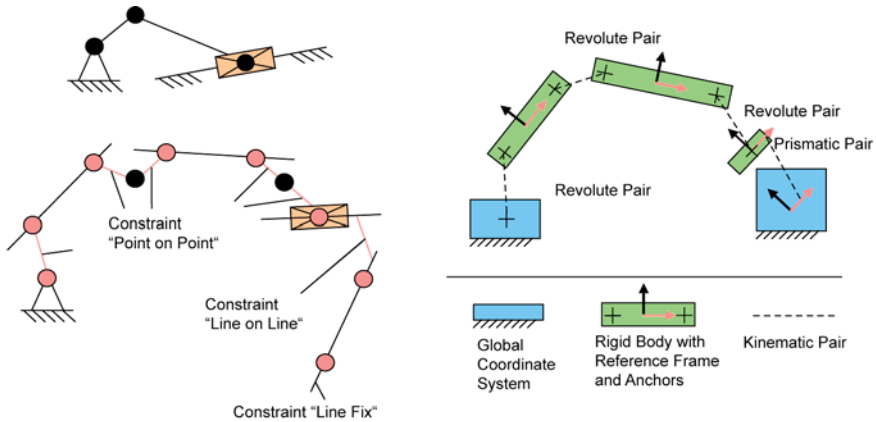 Constraint
“Point on Point“
Constraint
“Line on Line“
Constraint “Line Fix“
Revolute Pair
Revolute Pair
Prismatic Pair
Revolute Pair
Global
Coordinate
System
Rigid Body with
Reference Frame
and Anchors
Kinematic Pair